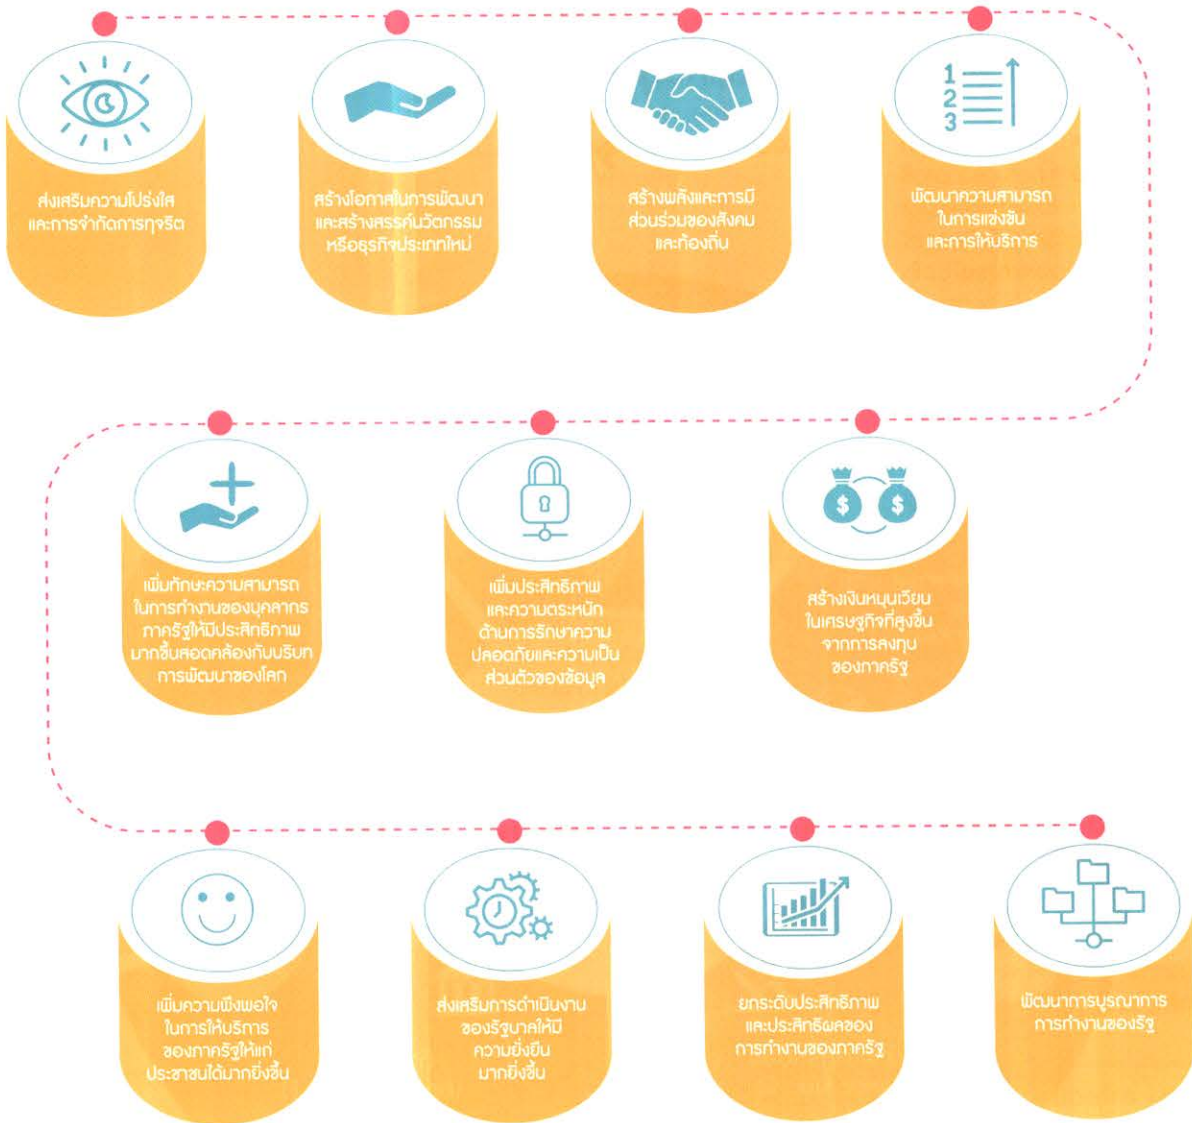 1
2
3
ส่งเสริมความโปร่งใส
และการจำกัดการทุจริต
สร้างโอกาสในการพัฒนา
และสร้างสรรค์นวัตกรรม
หรือธุรกิจประเภทใหม่
สร้างพลังและการมี
ส่วนร่วมของสังคม
และท้องถิ่น
พัฒนาความสามารถ
ในการแข่งขัน
และการให้บริการ
$ $
เพิ่มทักษะความสามารถ
ในการทำงานของบุคลากร
ภาครัฐให้มีประสิทธิภาพ
มากขึ้นสอดคล้องกับบริบท
การพัฒนาของโลก
เพิ่มประสิทธิภาพ
และความตระหนัก
ด้านการรักษาความ
ปลอดภัยและความเป็น
ส่วนตัวของข้อมูล
สร้างเงินหมุนเวียน
ในเศรษฐกิจที่สูงขึ้น
จากการลงทุน
ของภาครัฐ
เพิ่มความพึงพอใจ
ในการให้บริการ
ของภาครัฐให้แก่
ประชาชนได้มากยิ่งขึ้น
ส่งเสริมการดำเนินงาน
ของรัฐบาลให้มี
ความยั่งยืน
มากยิ่งขึ้น
ยกระดับประสิทธิภาพ
และประสิทธิผลของ
การทำงานของภาครัฐ
พัฒนาการบูรณาการ
การทำงานของรัฐ